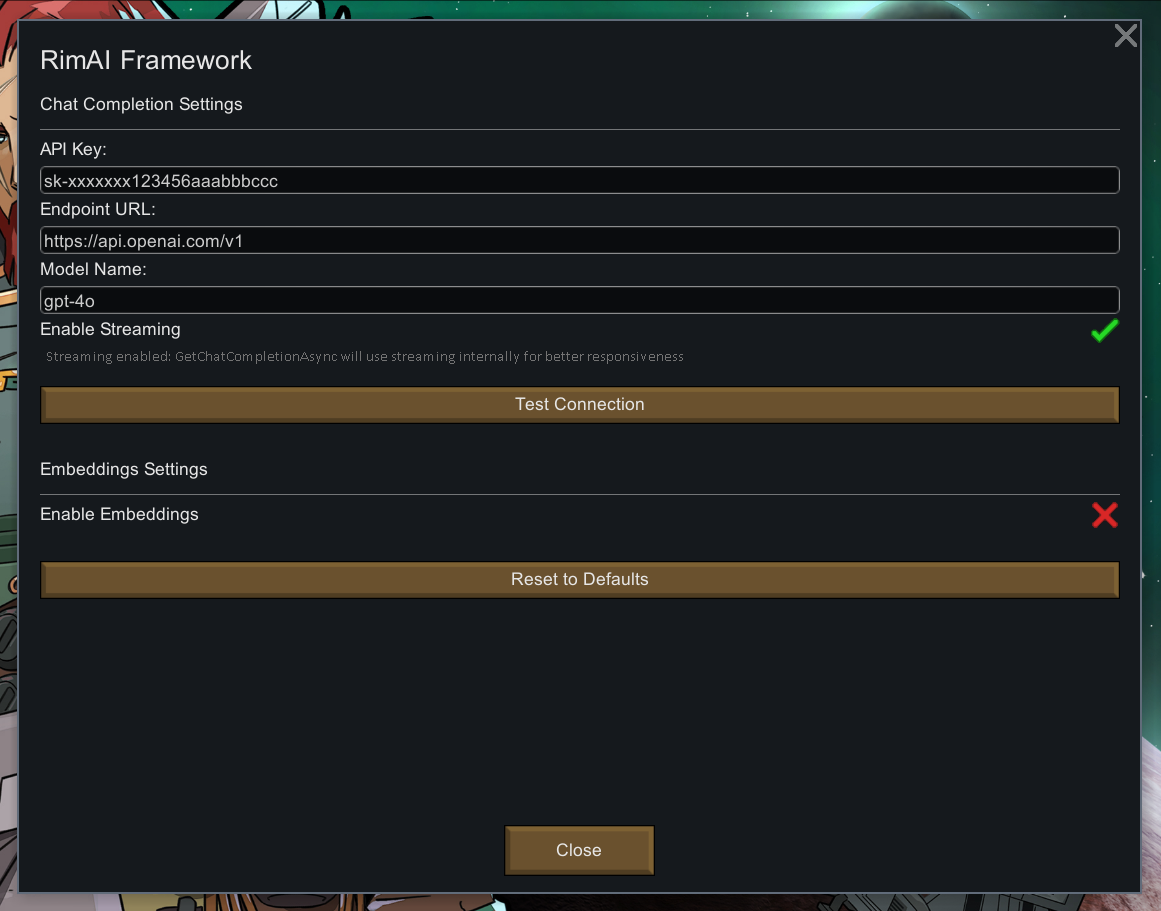 RimAI Framework
Chat Completion Settings
API Key:
sk-xxxxxxx123456aaabbbccc
Endpoint URL:
https://api.openai.com/v1
Model Name:
gpt-4o
Enable Streaming
Streaming enabled: GetChatCompletionAsync will use streaming internally for better responsiveness
Test Connection
Embeddings Settings
Enable Embeddings
Reset to Defaults
Close